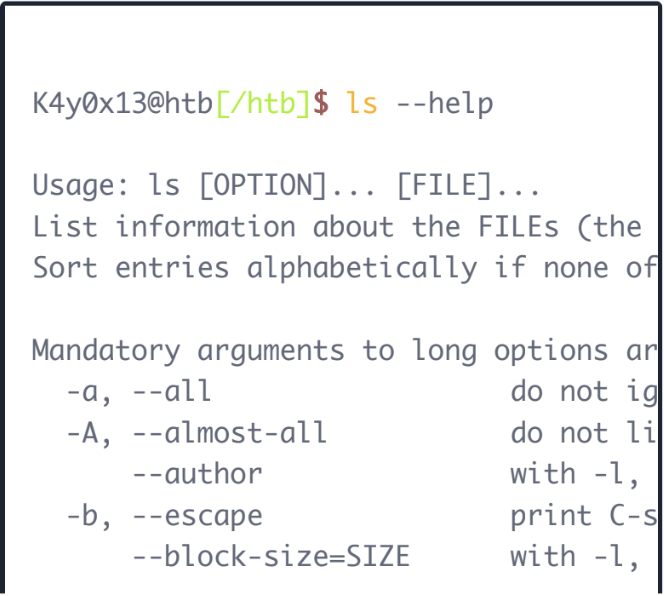 K4y0x13@htb[/htb]$ ls --help
Usage: ls [OPTION]... [FILE]...
List information about the FILEs (the
Sort entries alphabetically if none of
Mandatory arguments to long options ar
-a, --all do not ig
-A, --almost-all do not li
--author with -l,
-b, --escape print C-s
--block-size=SIZE with -l,